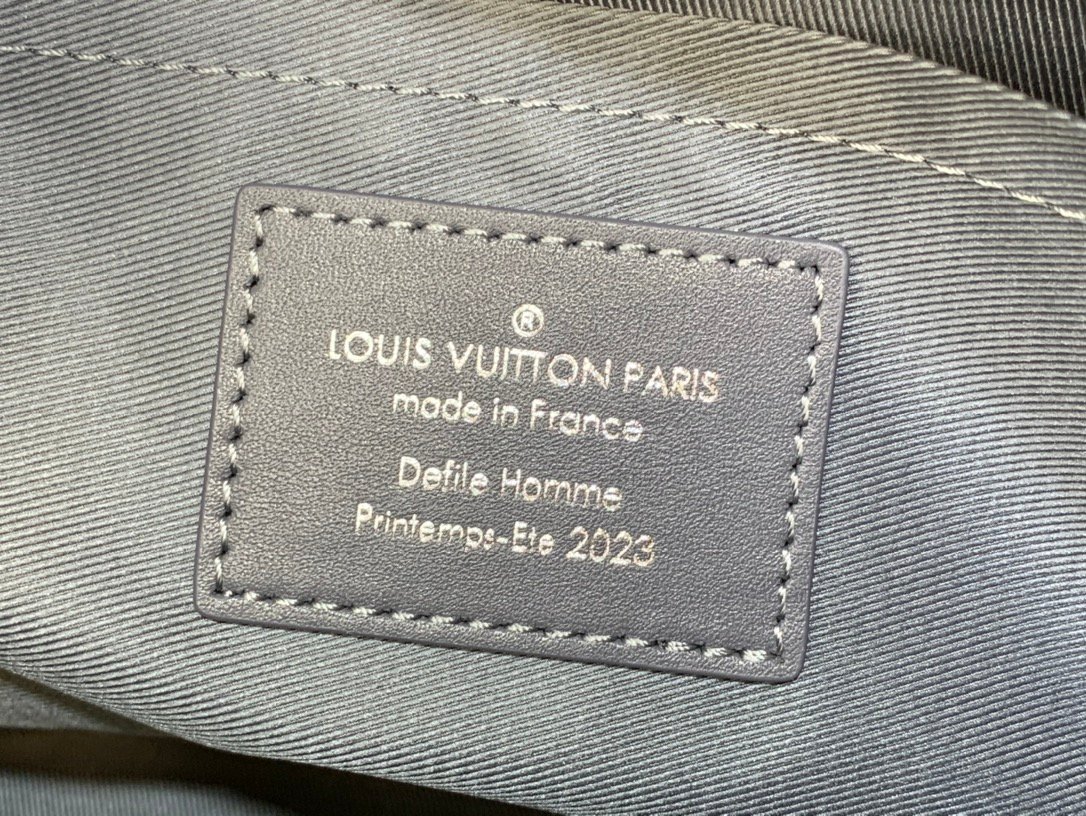 ®
LOUIS VUITTON PARIS
made in France
Defile Homme
Printemps-Ete 2023